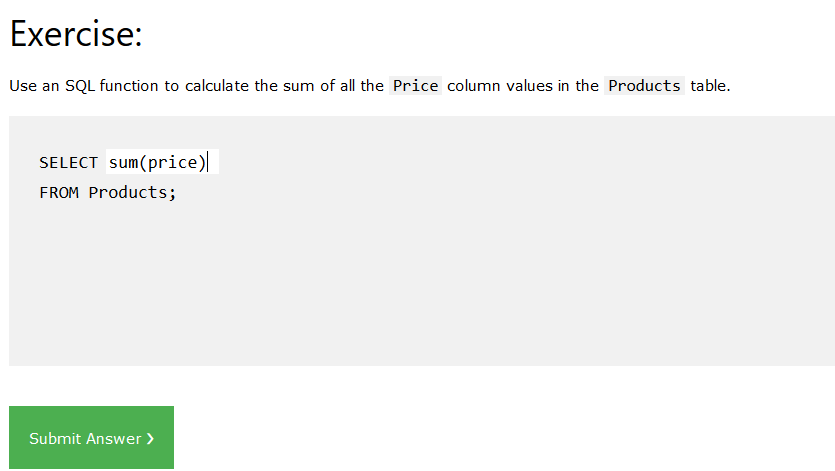 Exercise:
Use an SQL function to calculate the sum of all the Price column values in the Products table.
SELECT sum(price)
FROM Products;
Submit Answer ❯